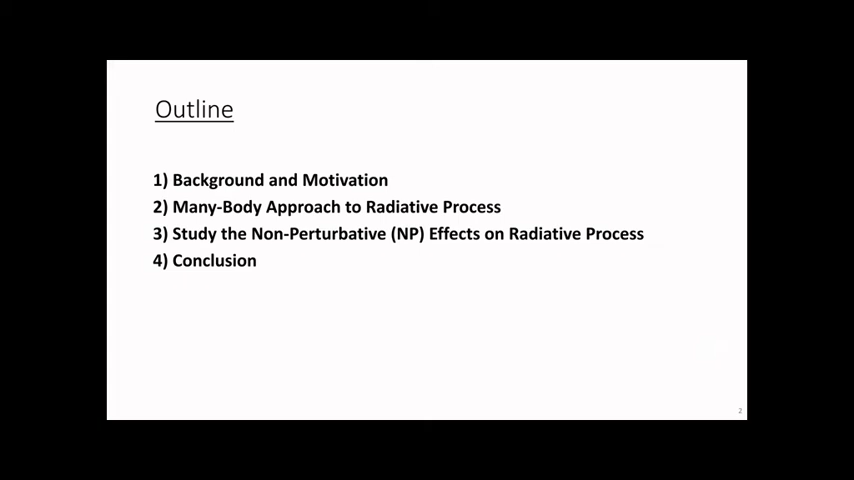 Outline
1) Background and Motivation
2) Many-Body Approach to Radiative Process
3) Study the Non-Perturbative (NP) Effects on Radiative Process
4) Conclusion
2